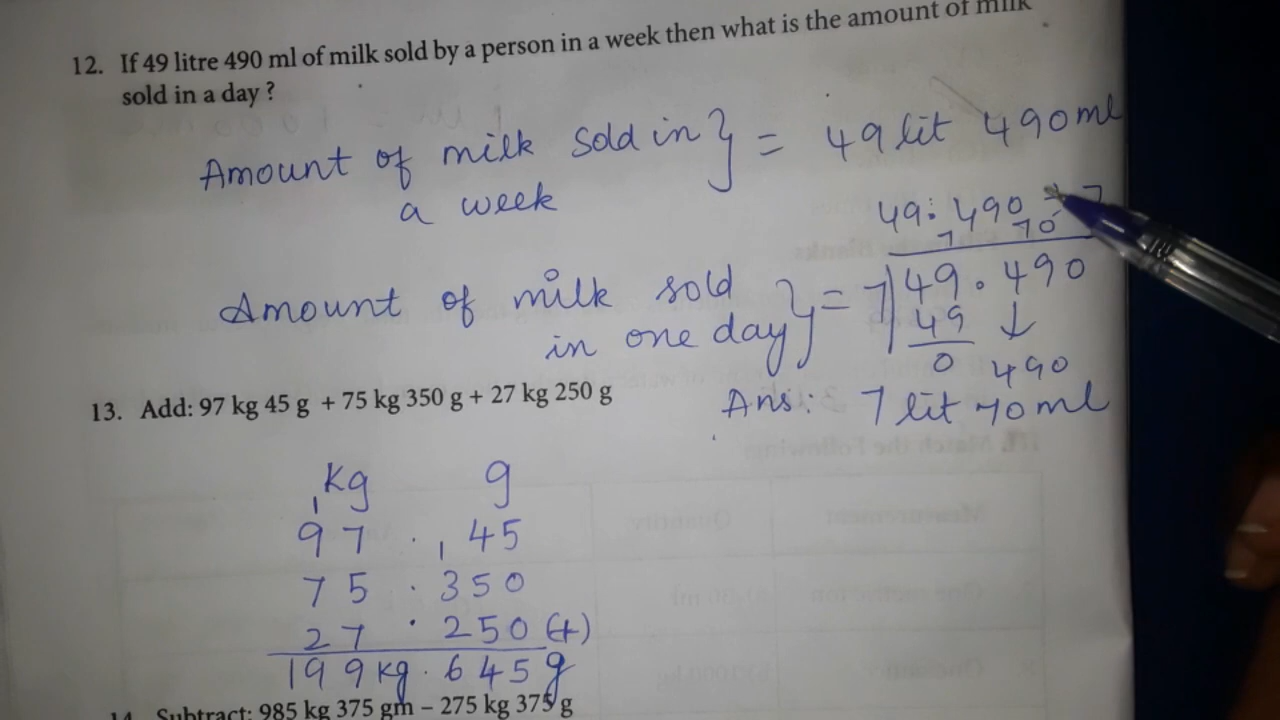 12. If 49 litre 490 ml of milk sold by a person in a week then what is the amount of milk
sold in a day ?
Amount of milk sold in } = 49 lit 490 ml
a week
49 : 490 ÷ 7
7 70
Amount of milk sold } = 7 49 . 490
in one day
49 ↓
0 490
Ans: 7 lit 70 ml
13. Add: 97 kg 45 g + 75 kg 350 g + 27 kg 250 g
kg g
1
97 . 1 45
75 . 350
27 . 250 (+)
199 kg . 645 g
14. Subtract: 985 kg 375 gm – 275 kg 375 g